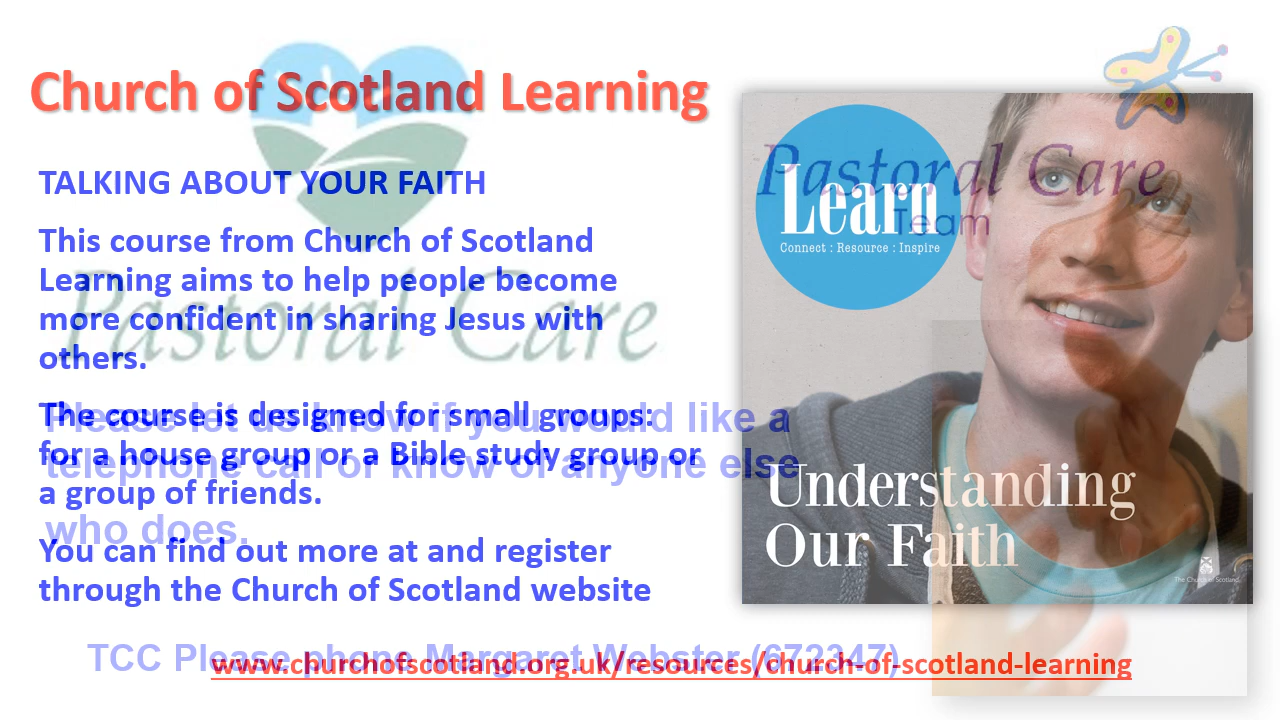 Church of Scotland Learning
TALKING ABOUT YOUR FAITH
This course from Church of Scotland
Learning aims to help people become
more confident in sharing Jesus with
others.
The course is designed for small groups:
for a house group or a Bible study group or
a group of friends.
You can find out more at and register
through the Church of Scotland website
www.churchofscotland.org.uk/resources/church-of-scotland-learning
Pastoral Care
Please let us know if you would like a
telephone call or know of anyone else
who does.
TCC Please phone Margaret Webster (672347)
Pastoral Care
Team
Learn
Connect : Resource : Inspire
Understanding
Our Faith
The Church of Scotland